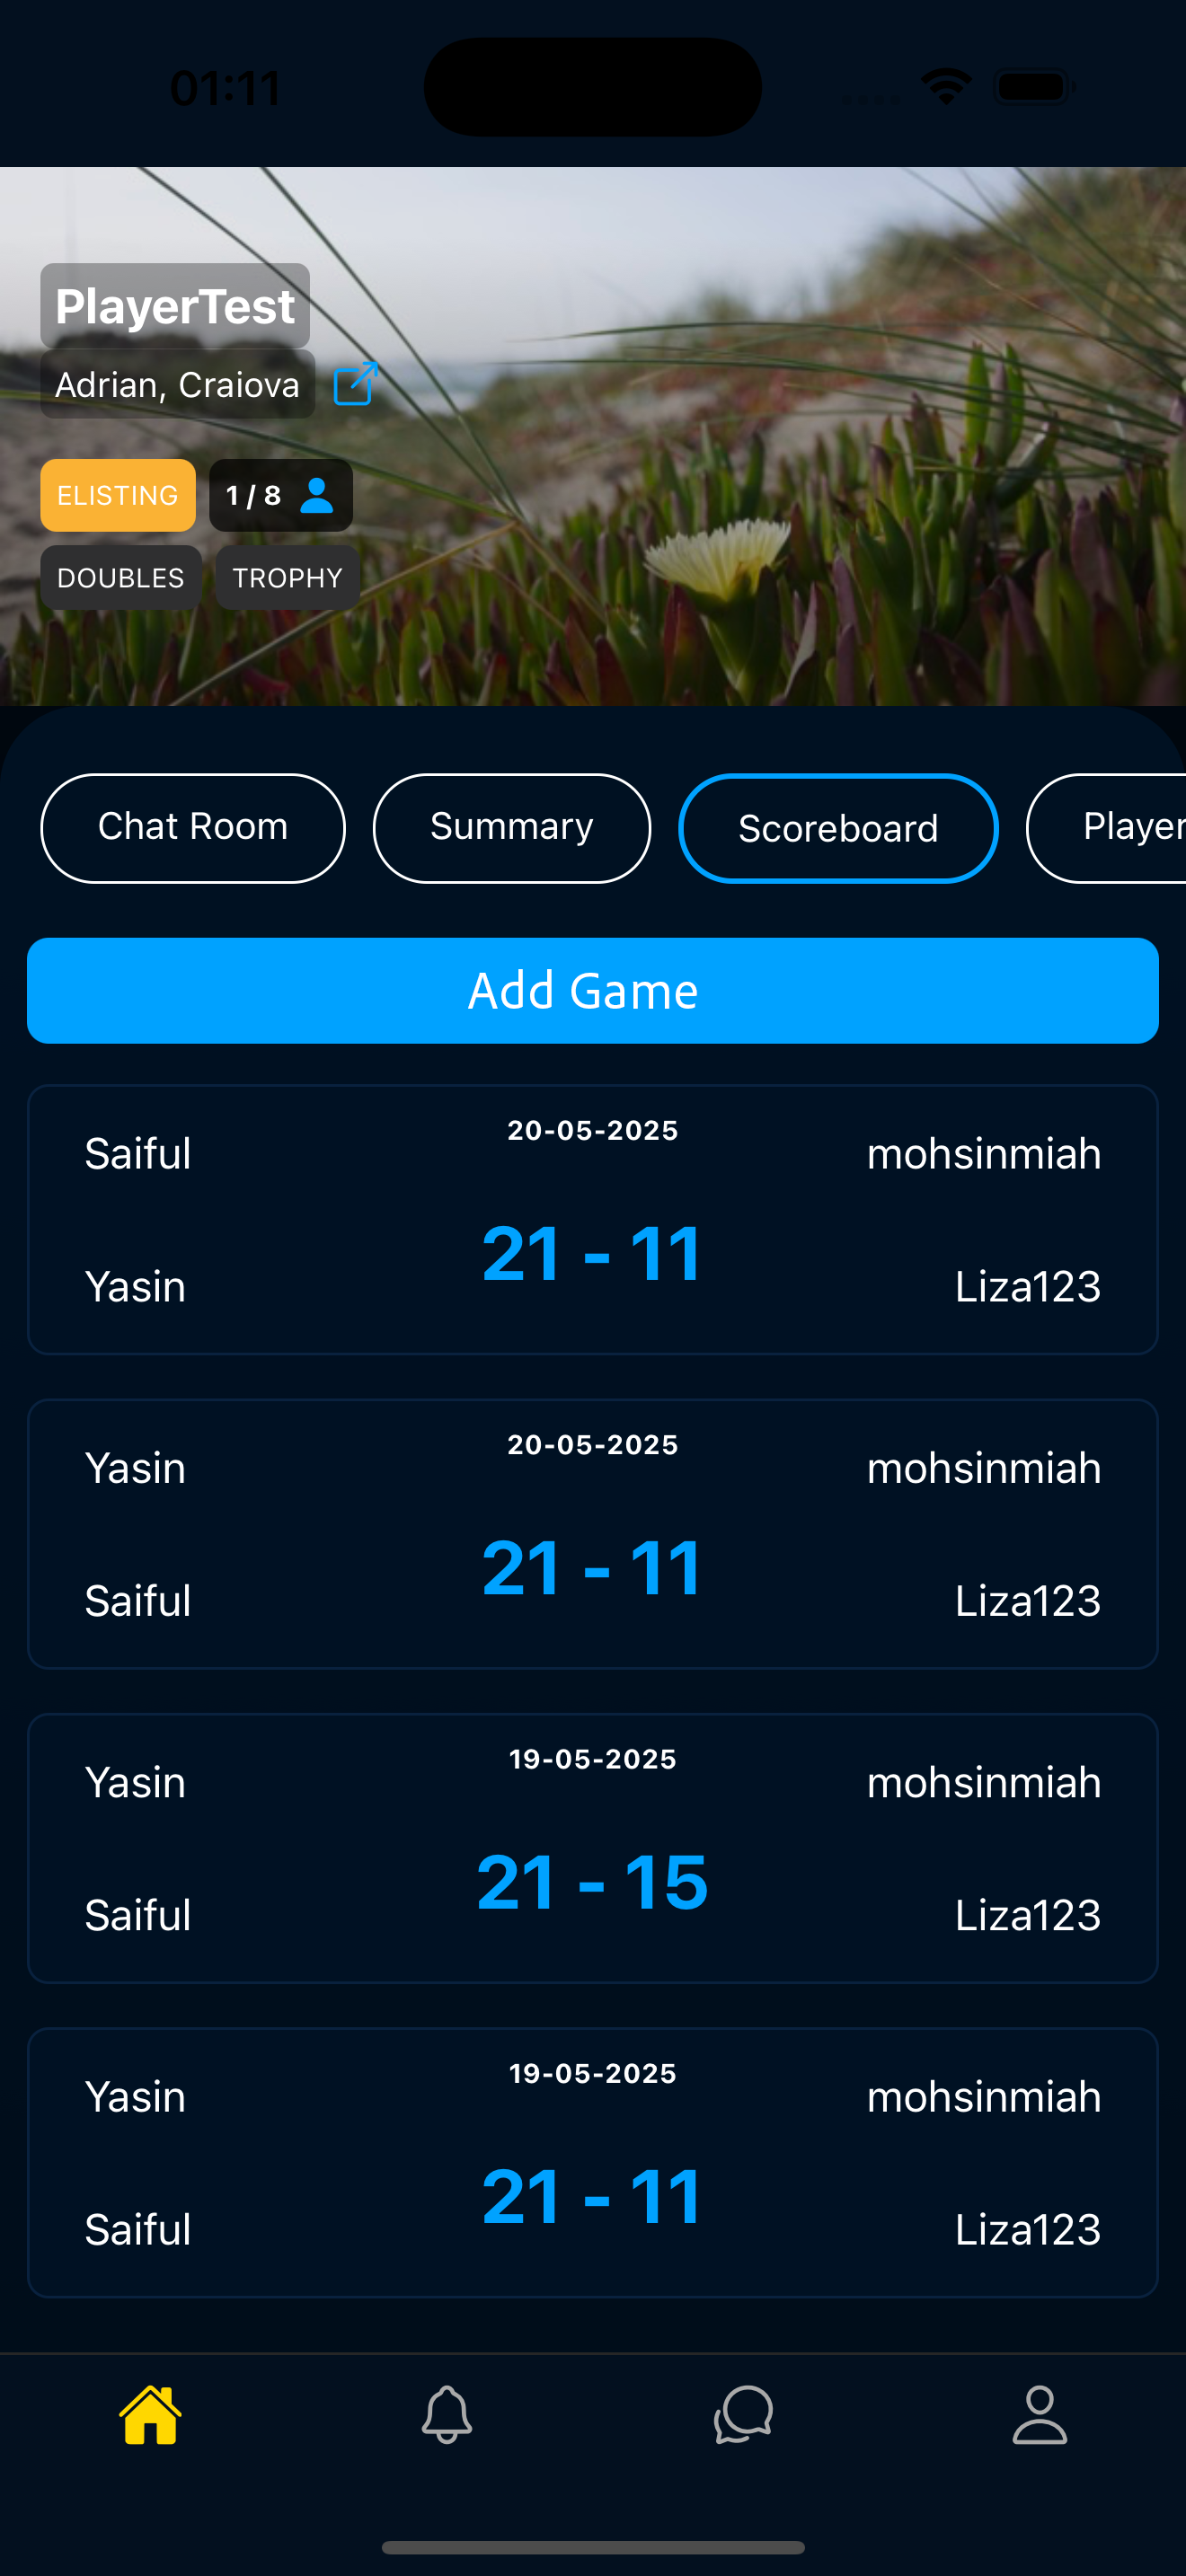 01:11
PlayerTest
Adrian, Craiova
ELISTING
1 / 8
DOUBLES
TROPHY
Chat Room
Summary
Scoreboard
Player
Add Game
20-05-2025
Saiful
mohsinmiah
21 - 11
Yasin
Liza123
20-05-2025
Yasin
mohsinmiah
21 - 11
Saiful
Liza123
19-05-2025
Yasin
mohsinmiah
21 - 15
Saiful
Liza123
19-05-2025
Yasin
mohsinmiah
21 - 11
Saiful
Liza123